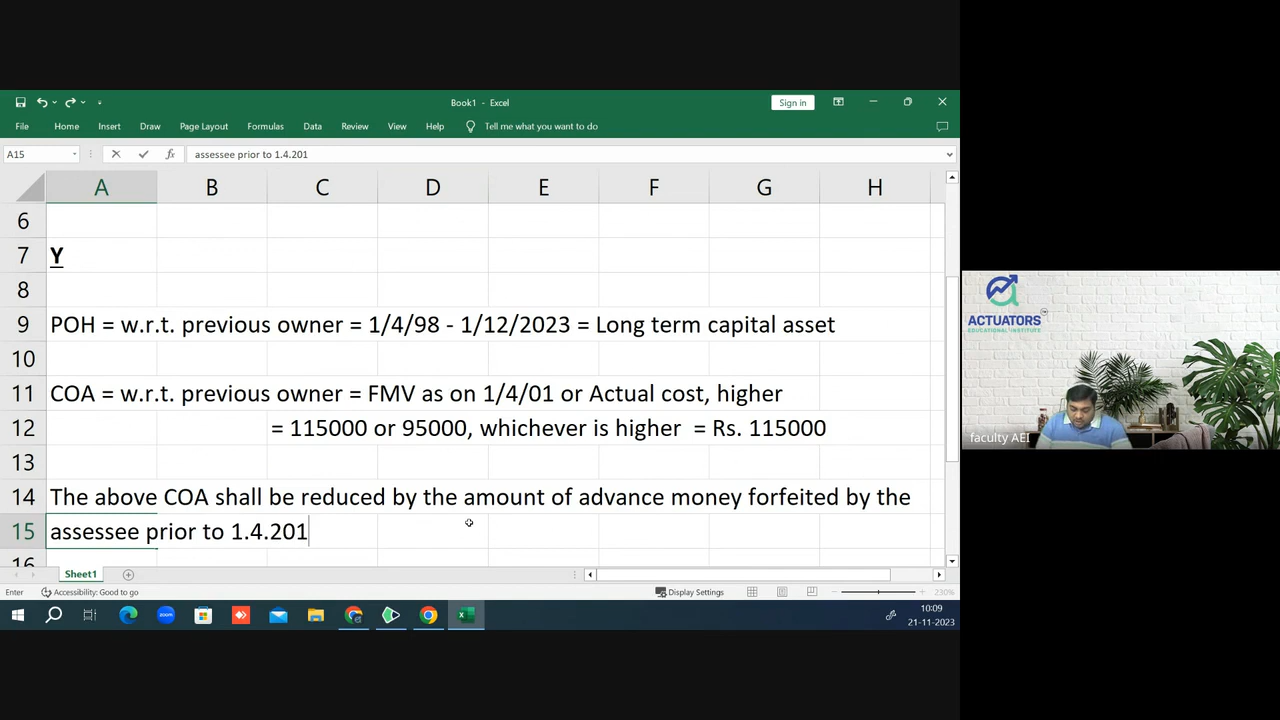 Book1 - Excel
Sign in
File Home Insert Draw Page Layout Formulas Data Review View Help Tell me what you want to do
A15 assessee prior to 1.4.201
A B C D E F G H
6
7 Y
8
9 POH = w.r.t. previous owner = 1/4/98 - 1/12/2023 = Long term capital asset
10
11 COA = w.r.t. previous owner = FMV as on 1/4/01 or Actual cost, higher
12 = 115000 or 95000, whichever is higher = Rs. 115000
13
14 The above COA shall be reduced by the amount of advance money forfeited by the
15 assessee prior to 1.4.201
16
Sheet1
Enter Accessibility: Good to go Display Settings 230%
zoom
10:09
21-11-2023
ACTUATORS
EDUCATIONAL INSTITUTE
faculty AEI